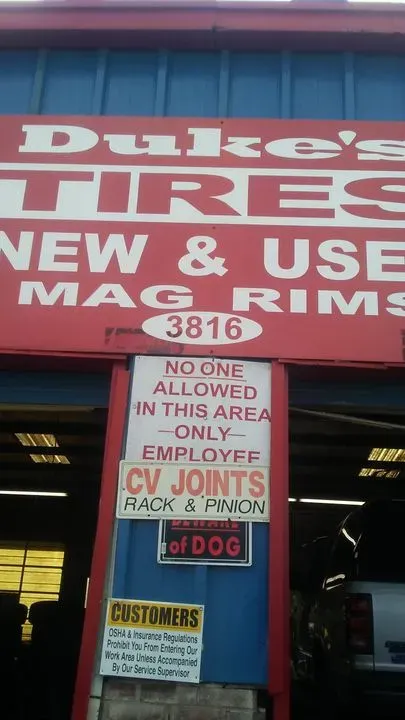 Duke's
TIRES
NEW & USE
MAG RIMS
3816
NO ONE
ALLOWED
IN THIS AREA
—ONLY—
EMPLOYEE
CV JOINTS
RACK & PINION
BEWARE
of DOG
CUSTOMERS
OSHA & Insurance Regulations
Prohibit You From Entering Our
Work Area Unless Accompanied
By Our Service Supervisor